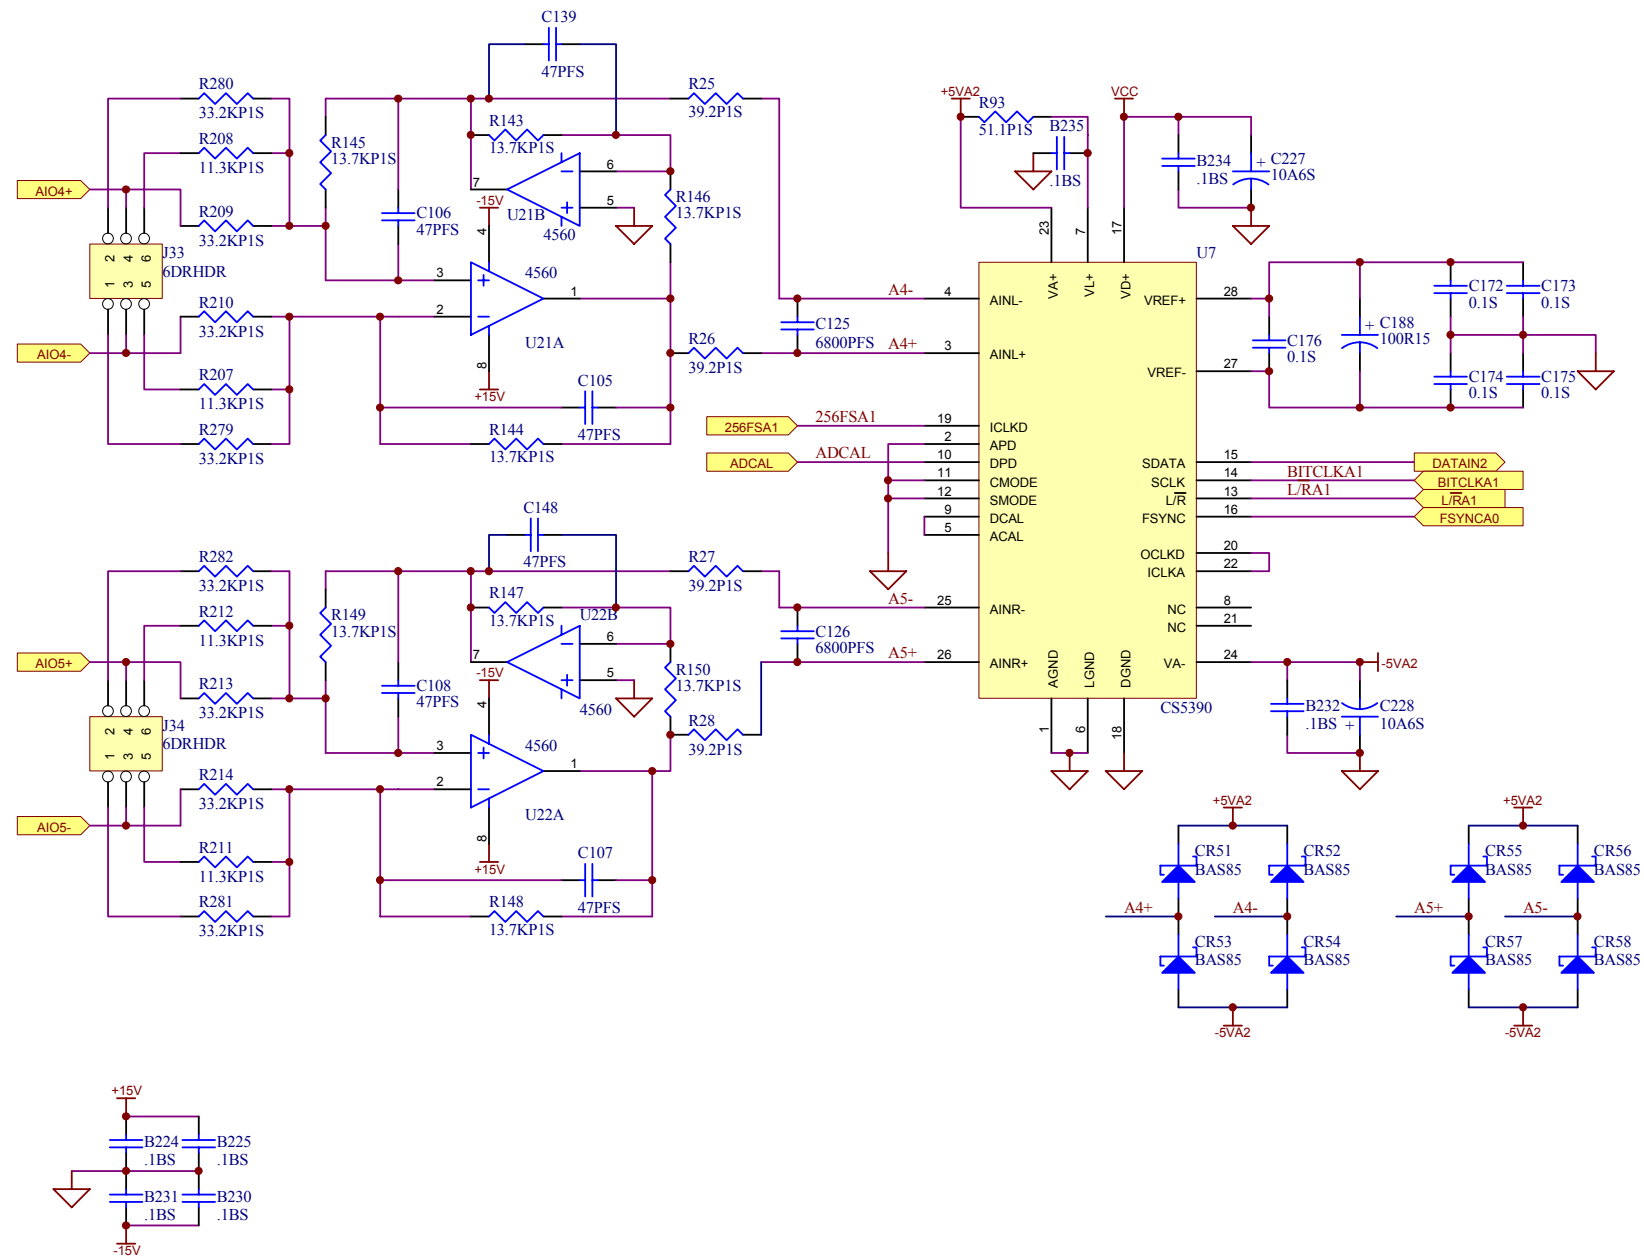 C139
47PFS
R280
33.2KP1S
R208
11.3KP1S
AIO4+
R209
33.2KP1S
J33
6DRHDR
2 4 6
1 3 5
R210
33.2KP1S
AIO4-
R207
11.3KP1S
R279
33.2KP1S
R145
13.7KP1S
C106
47PFS
R143
13.7KP1S
7
6
5
-15V
U21B
4560
4
R146
13.7KP1S
3
2
1
4560
U21A
8
+15V
C105
47PFS
R144
13.7KP1S
R25
39.2P1S
R26
39.2P1S
C125
6800PFS
A4-
A4+
256FSA1
256FSA1
ADCAL
ADCAL
+5VA2
R93
51.1P1S
B235
.1BS
VCC
B234
.1BS
+ C227
10A6S
23
7
17
U7
VA+
VL+
VD+
4 AINL-
3 AINL+
19 ICLKD
2 APD
10 DPD
11 CMODE
12 SMODE
9 DCAL
5 ACAL
25 AINR-
26 AINR+
VREF+ 28
VREF- 27
SDATA 15
SCLK 14
L/R 13
FSYNC 16
OCLKD 20
ICLKA 22
NC 8
NC 21
VA- 24
AGND
LGND
DGND
1
6
18
CS5390
C176
0.1S
+ C188
100R15
C172
0.1S
C173
0.1S
C174
0.1S
C175
0.1S
DATAIN2
BITCLKA1
BITCLKA1
L/RA1
L/RA1
FSYNCA0
-5VA2
B232
.1BS
C228
+ 10A6S
C148
47PFS
R282
33.2KP1S
R212
11.3KP1S
AIO5+
R213
33.2KP1S
J34
6DRHDR
2 4 6
1 3 5
R214
33.2KP1S
AIO5-
R211
11.3KP1S
R281
33.2KP1S
R149
13.7KP1S
C108
47PFS
R147
13.7KP1S
U22B
7
6
5
-15V
4560
4
R150
13.7KP1S
3
2
1
4560
U22A
8
+15V
C107
47PFS
R148
13.7KP1S
R27
39.2P1S
R28
39.2P1S
C126
6800PFS
A5-
A5+
+5VA2
CR51
BAS85
CR52
BAS85
A4+
A4-
CR53
BAS85
CR54
BAS85
-5VA2
+5VA2
CR55
BAS85
CR56
BAS85
A5+
A5-
CR57
BAS85
CR58
BAS85
-5VA2
+15V
B224
.1BS
B225
.1BS
B231
.1BS
B230
.1BS
-15V